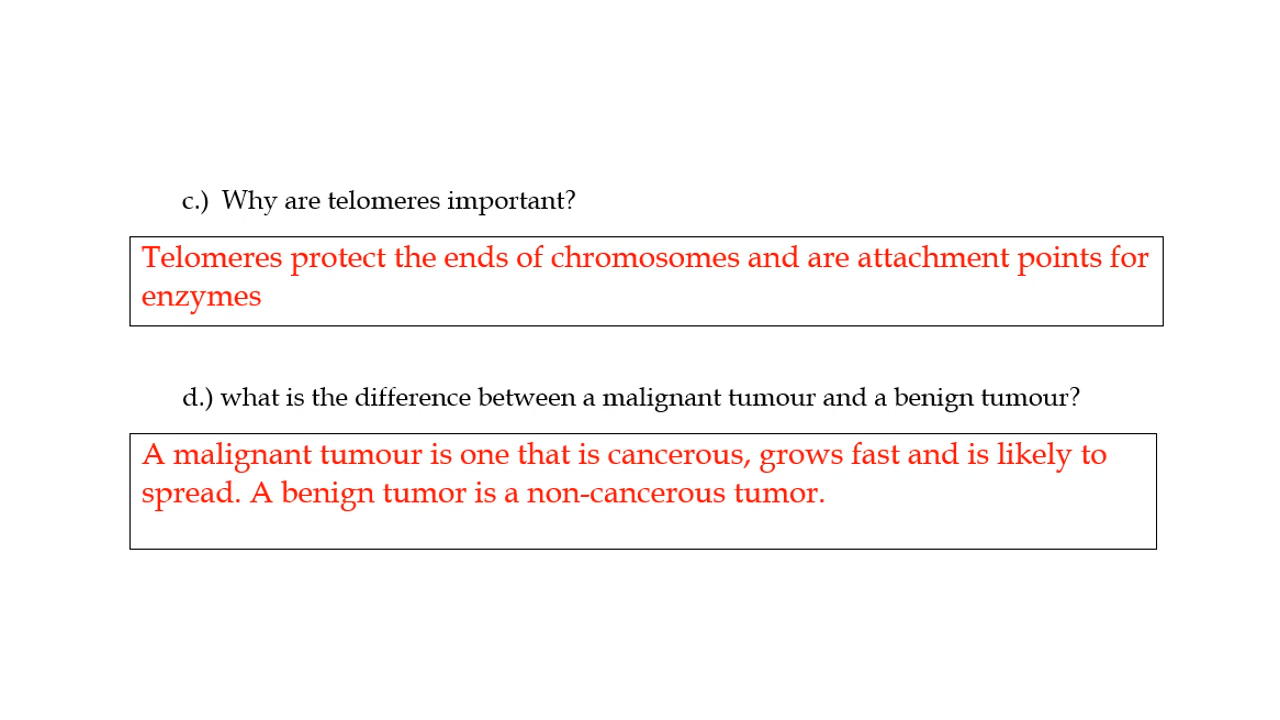 c.) Why are telomeres important?
Telomeres protect the ends of chromosomes and are attachment points for
enzymes
d.) what is the difference between a malignant tumour and a benign tumour?
A malignant tumour is one that is cancerous, grows fast and is likely to
spread. A benign tumor is a non-cancerous tumor.